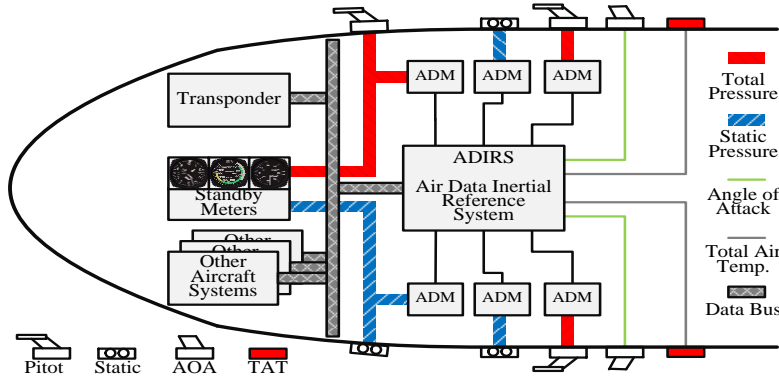 ADM
ADM
ADM
Transponder
Total
Pressure
Static
Pressure
ADIRS
Air Data Inertial
Reference
System
Standby
Meters
Angle of
Attack
Other
Other
Other
Aircraft
Systems
Total Air
Temp.
ADM
ADM
ADM
Data Bus
Pitot
Static
AOA
TAT